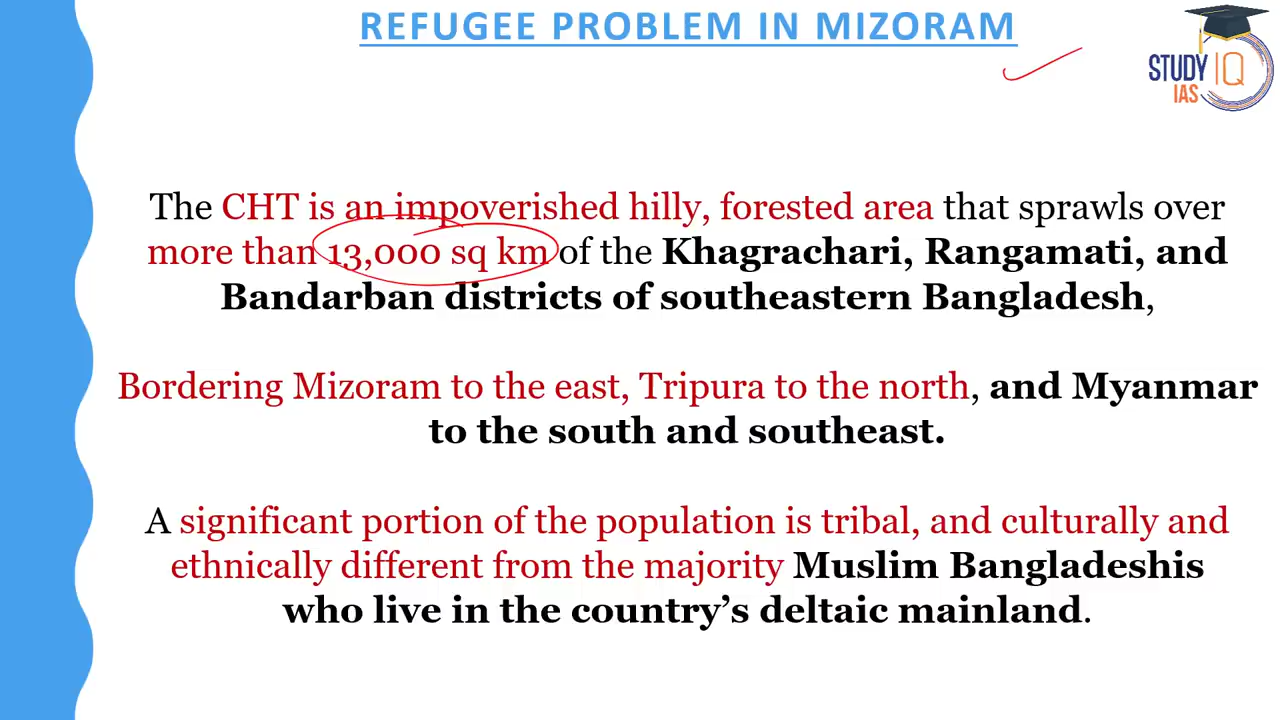 REFUGEE PROBLEM IN MIZORAM
STUDY IQ
IAS
The CHT is an impoverished hilly, forested area that sprawls over
more than 13,000 sq km of the Khagrachari, Rangamati, and
Bandarban districts of southeastern Bangladesh,
Bordering Mizoram to the east, Tripura to the north, and Myanmar
to the south and southeast.
A significant portion of the population is tribal, and culturally and
ethnically different from the majority Muslim Bangladeshis
who live in the country’s deltaic mainland.